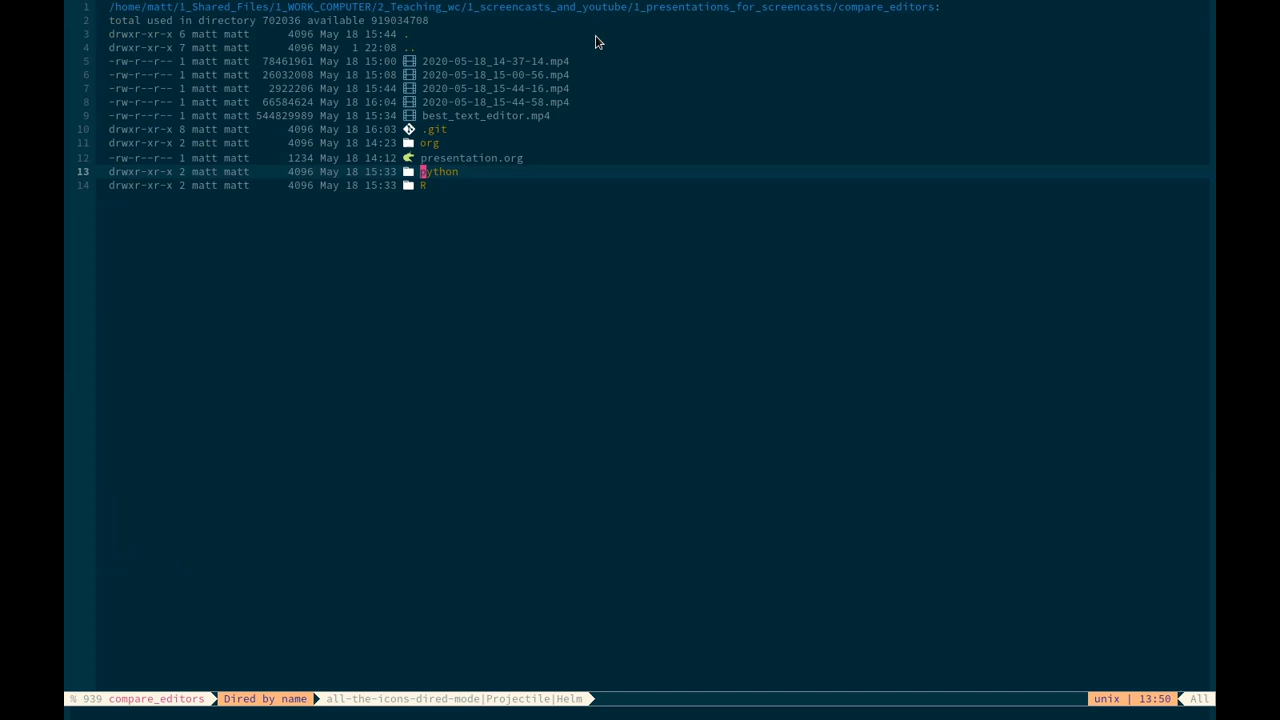 1 /home/matt/1_Shared_Files/1_WORK_COMPUTER/2_Teaching_wc/1_screencasts_and_youtube/1_presentations_for_screencasts/compare_editors:
2 total used in directory 702036 available 919034708
3 drwxr-xr-x 6 matt matt 4096 May 18 15:44 .
4 drwxr-xr-x 7 matt matt 4096 May 1 22:08 ..
5 -rw-r--r-- 1 matt matt 78461961 May 18 15:00 2020-05-18_14-37-14.mp4
6 -rw-r--r-- 1 matt matt 26032008 May 18 15:08 2020-05-18_15-00-56.mp4
7 -rw-r--r-- 1 matt matt 2922206 May 18 15:44 2020-05-18_15-44-16.mp4
8 -rw-r--r-- 1 matt matt 66584624 May 18 16:04 2020-05-18_15-44-58.mp4
9 -rw-r--r-- 1 matt matt 544829989 May 18 15:34 best_text_editor.mp4
10 drwxr-xr-x 8 matt matt 4096 May 18 16:03 .git
11 drwxr-xr-x 2 matt matt 4096 May 18 14:23 org
12 -rw-r--r-- 1 matt matt 1234 May 18 14:12 presentation.org
13 drwxr-xr-x 2 matt matt 4096 May 18 15:33 python
14 drwxr-xr-x 2 matt matt 4096 May 18 15:33 R
% 939 compare_editors Dired by name all-the-icons-dired-mode|Projectile|Helm unix | 13:50 All